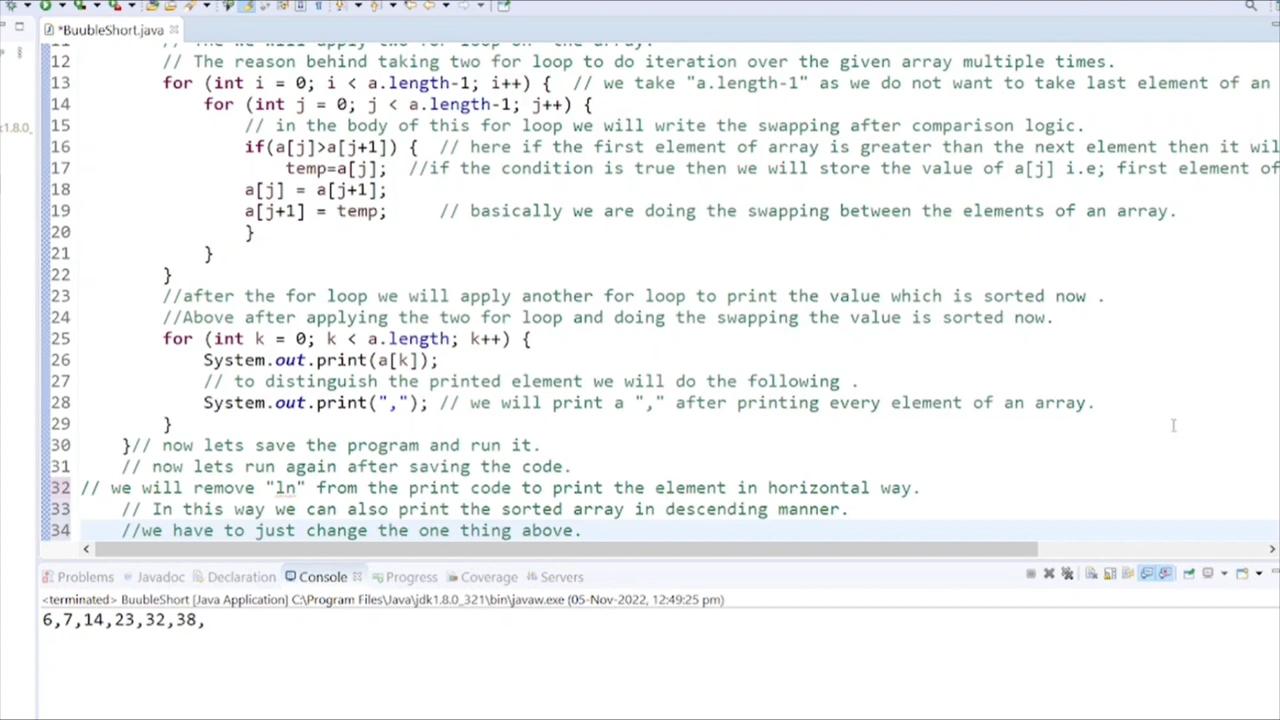 *BuubleShort.java
11 // The we will apply two for loop on the array.
12 // The reason behind taking two for loop to do iteration over the given array multiple times.
13 for (int i = 0; i < a.length-1; i++) { // we take "a.length-1" as we do not want to take last element of an
14 for (int j = 0; j < a.length-1; j++) {
15 // in the body of this for loop we will write the swapping after comparison logic.
k1.8.0_
16 if(a[j]>a[j+1]) { // here if the first element of array is greater than the next element then it wil
17 temp=a[j]; //if the condition is true then we will store the value of a[j] i.e; first element of
18 a[j] = a[j+1];
19 a[j+1] = temp; // basically we are doing the swapping between the elements of an array.
20 }
21 }
22 }
23 //after the for loop we will apply another for loop to print the value which is sorted now .
24 //Above after applying the two for loop and doing the swapping the value is sorted now.
25 for (int k = 0; k < a.length; k++) {
26 System.out.print(a[k]);
27 // to distinguish the printed element we will do the following .
28 System.out.print(","); // we will print a "," after printing every element of an array.
29 }
30 }// now lets save the program and run it.
31 // now lets run again after saving the code.
32 // we will remove "ln" from the print code to print the element in horizontal way.
33 // In this way we can also print the sorted array in descending manner.
34 //we have to just change the one thing above.
Problems Javadoc Declaration Console Progress Coverage Servers
<terminated> BuubleShort [Java Application] C:\Program Files\Java\jdk1.8.0_321\bin\javaw.exe (05-Nov-2022, 12:49:25 pm)
6,7,14,23,32,38,